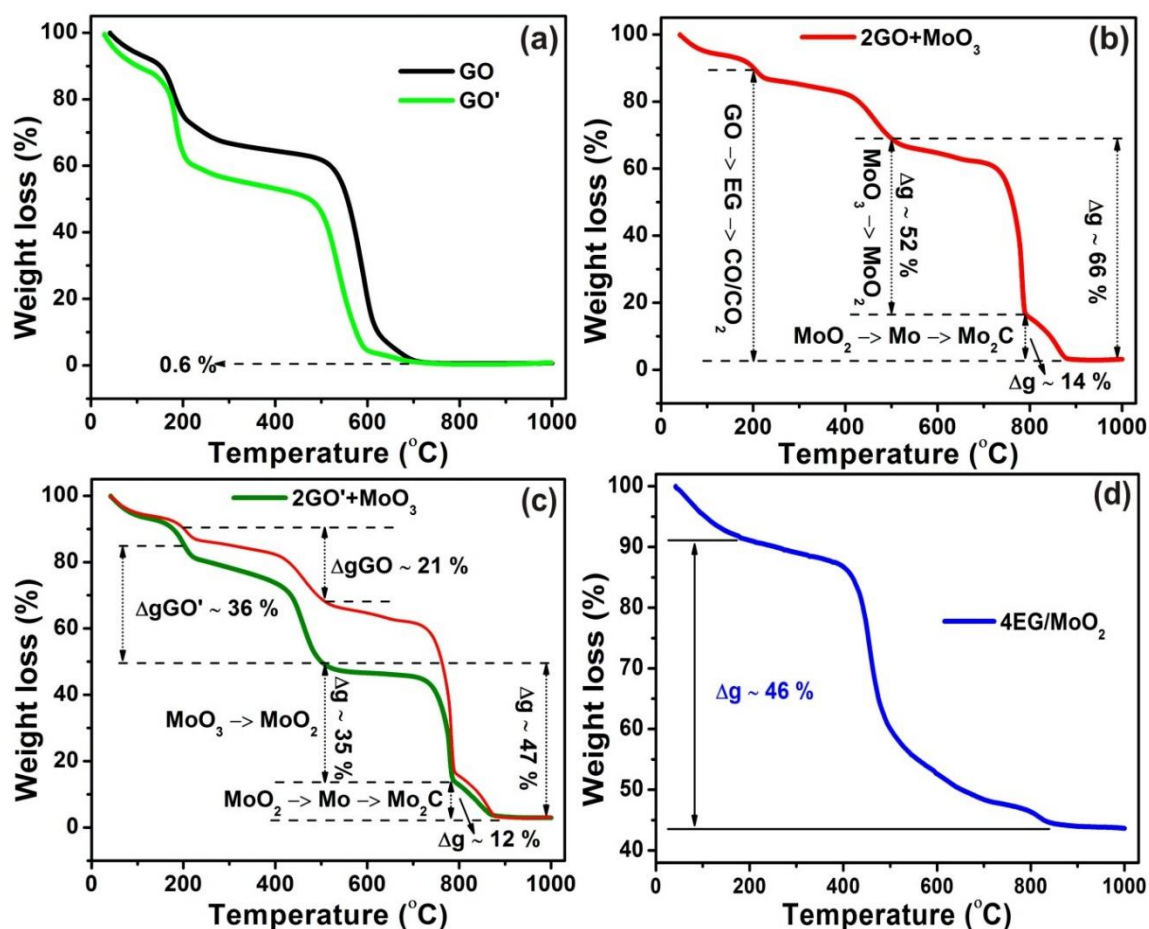 (a)
GO
GO'
Weight loss (%)
100
80
60
40
20
0
0.6 %
0 200 400 600 800 1000
Temperature (°C)
(b)
2GO+MoO₃
Weight loss (%)
100
80
60
40
20
0
GO –> EG –> CO/CO₂
MoO₃ –> MoO₂
Δg ~ 52 %
Δg ~ 66 %
MoO₂ –> Mo –> Mo₂C
Δg ~ 14 %
0 200 400 600 800 1000
Temperature (°C)
(c)
2GO'+MoO₃
Weight loss (%)
100
80
60
40
20
0
ΔgGO ~ 21 %
ΔgGO' ~ 36 %
MoO₃ –> MoO₂
Δg ~ 35 %
Δg ~ 47 %
MoO₂ –> Mo –> Mo₂C
Δg ~ 12 %
0 200 400 600 800 1000
Temperature (°C)
(d)
4EG/MoO₂
Weight loss (%)
100
90
80
70
60
50
40
Δg ~ 46 %
0 200 400 600 800 1000
Temperature (°C)